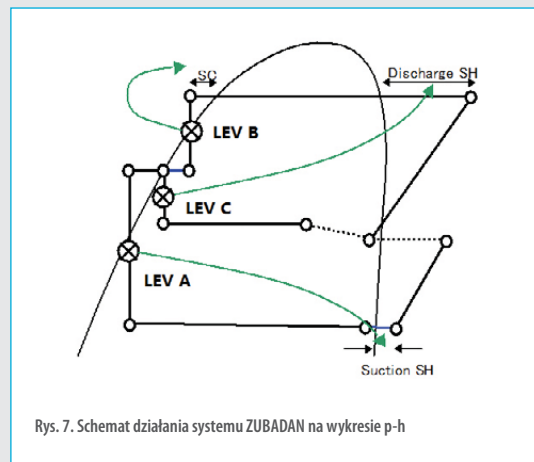 SC
Discharge SH
LEV B
LEV C
LEV A
Suction SH
Rys. 7. Schemat działania systemu ZUBADAN na wykresie p-h